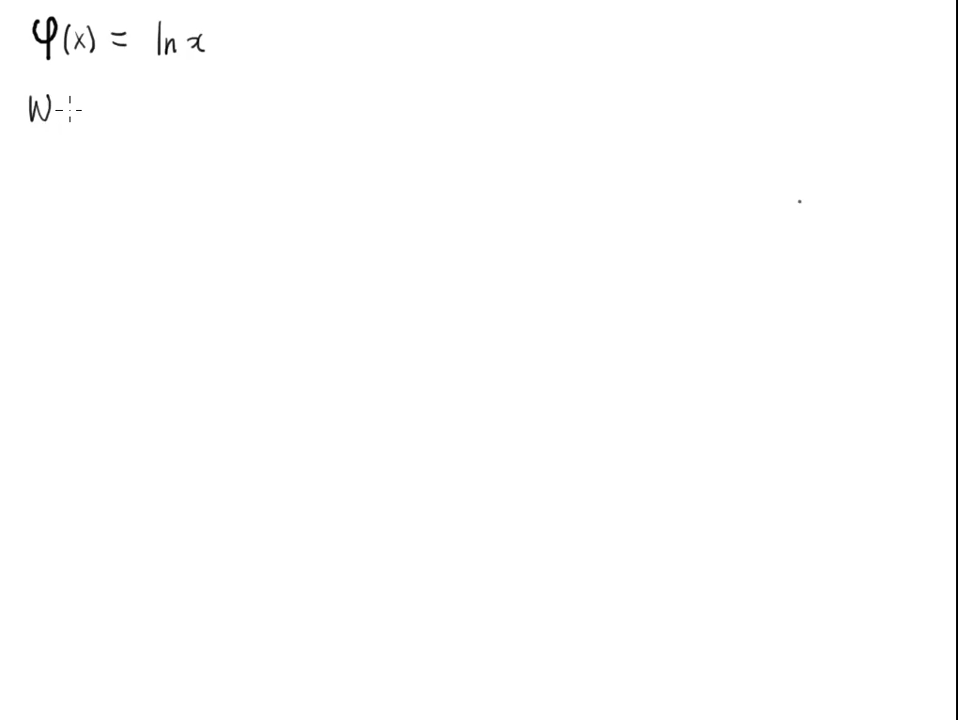 φ(x) = ln x
W